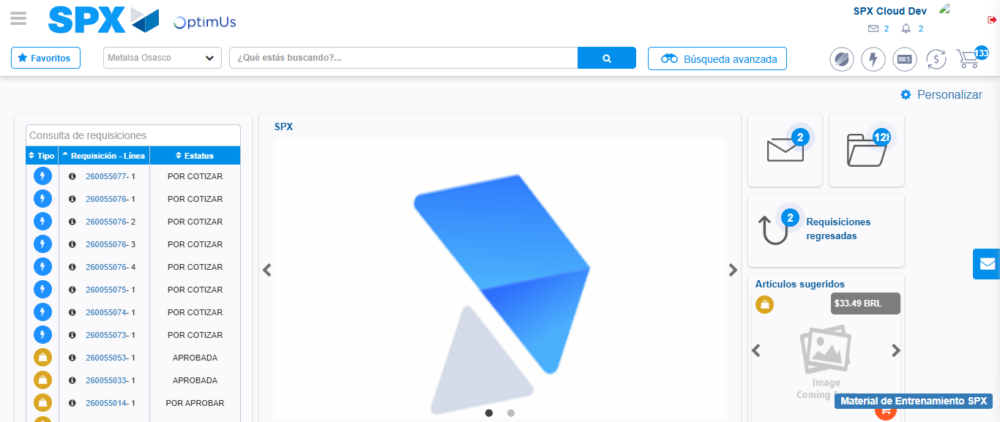 SPX OptimUs
SPX Cloud Dev
2 2
Favoritos
Metalsa Osasco
¿Qué estás buscando?...
Búsqueda avanzada
$
133
Personalizar
Consulta de requisiciones
Tipo Requisición - Línea Estatus
260055077- 1 POR COTIZAR
260055076- 1 POR COTIZAR
260055076- 2 POR COTIZAR
260055076- 3 POR COTIZAR
260055076- 4 POR COTIZAR
260055075- 1 POR COTIZAR
260055074- 1 POR COTIZAR
260055073- 1 POR COTIZAR
260055053- 1 APROBADA
260055033- 1 APROBADA
260055014- 1 POR APROBAR
SPX
2
2
Requisiciones
regresadas
Artículos sugeridos
$33.49 BRL
Image
Coming
Material de Entrenamiento SPX